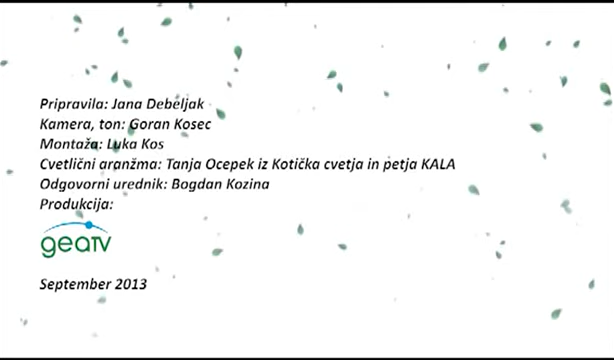 Pripravila: Jana Debeljak
Kamera, ton: Goran Kosec
Montaža: Luka Kos
Cvetlični aranžma: Tanja Ocepek iz Kotička cvetja in petja KALA
Odgovorni urednik: Bogdan Kozina
Produkcija:
geaTV
September 2013